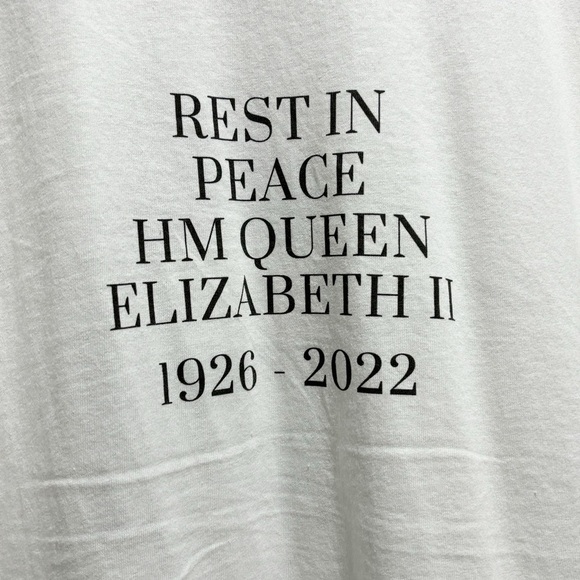 REST IN
PEACE
HM QUEEN
ELIZABETH II
1926 - 2022